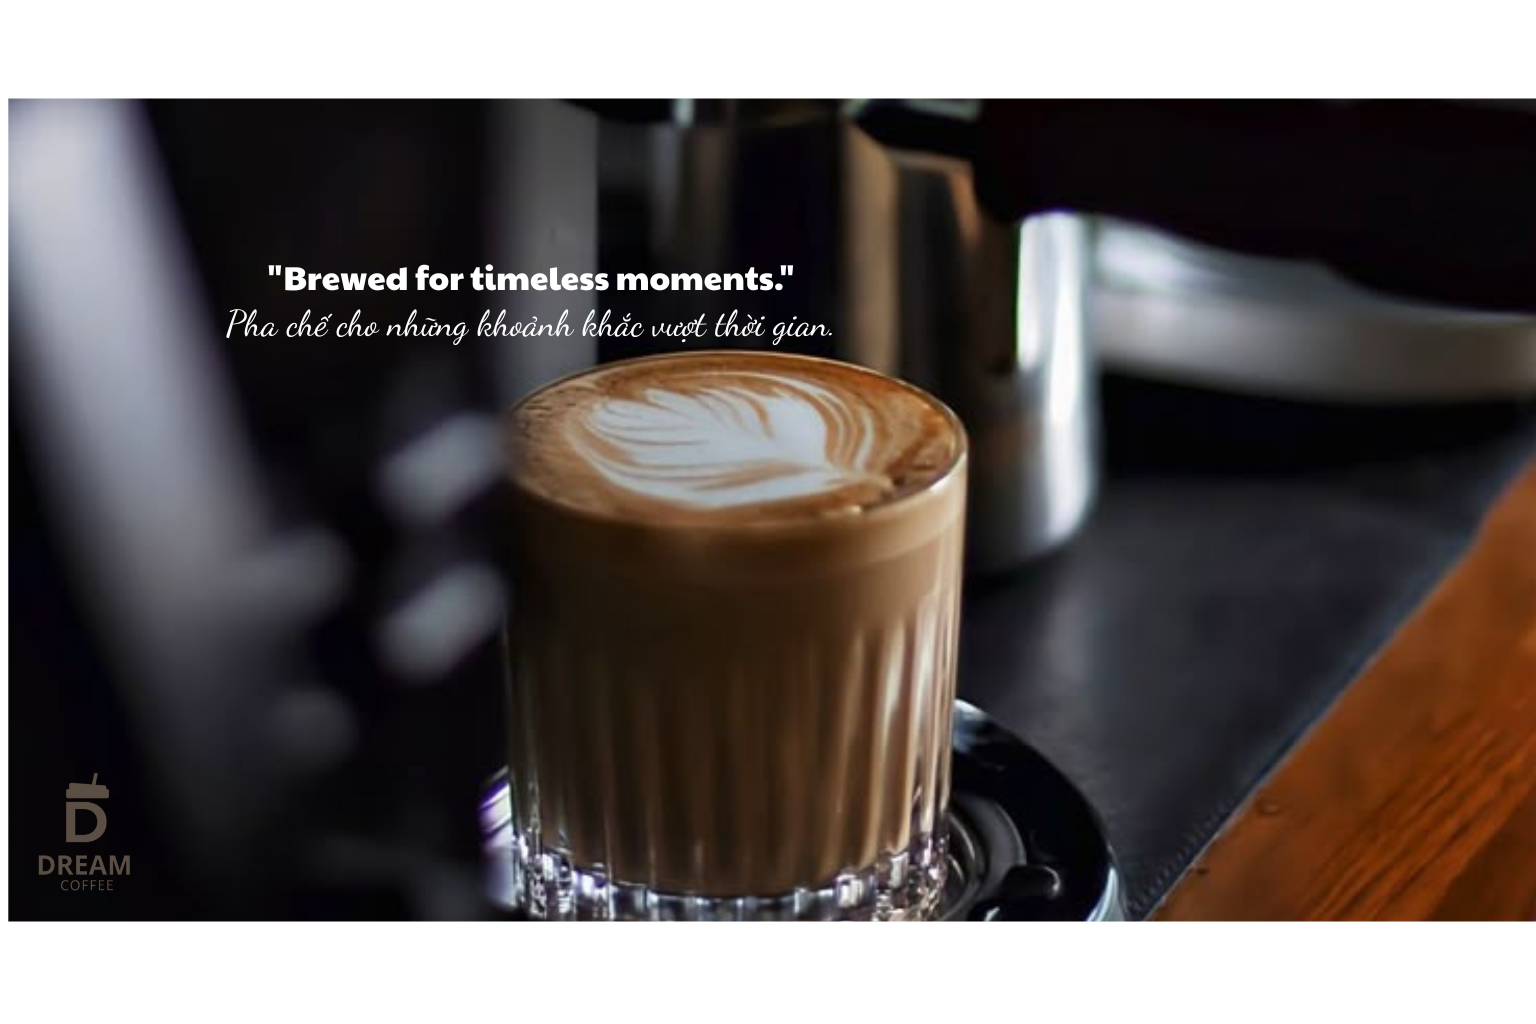 "Brewed for timeless moments."
Pha chế cho những khoảnh khắc vượt thời gian.
D
DREAM
COFFEE